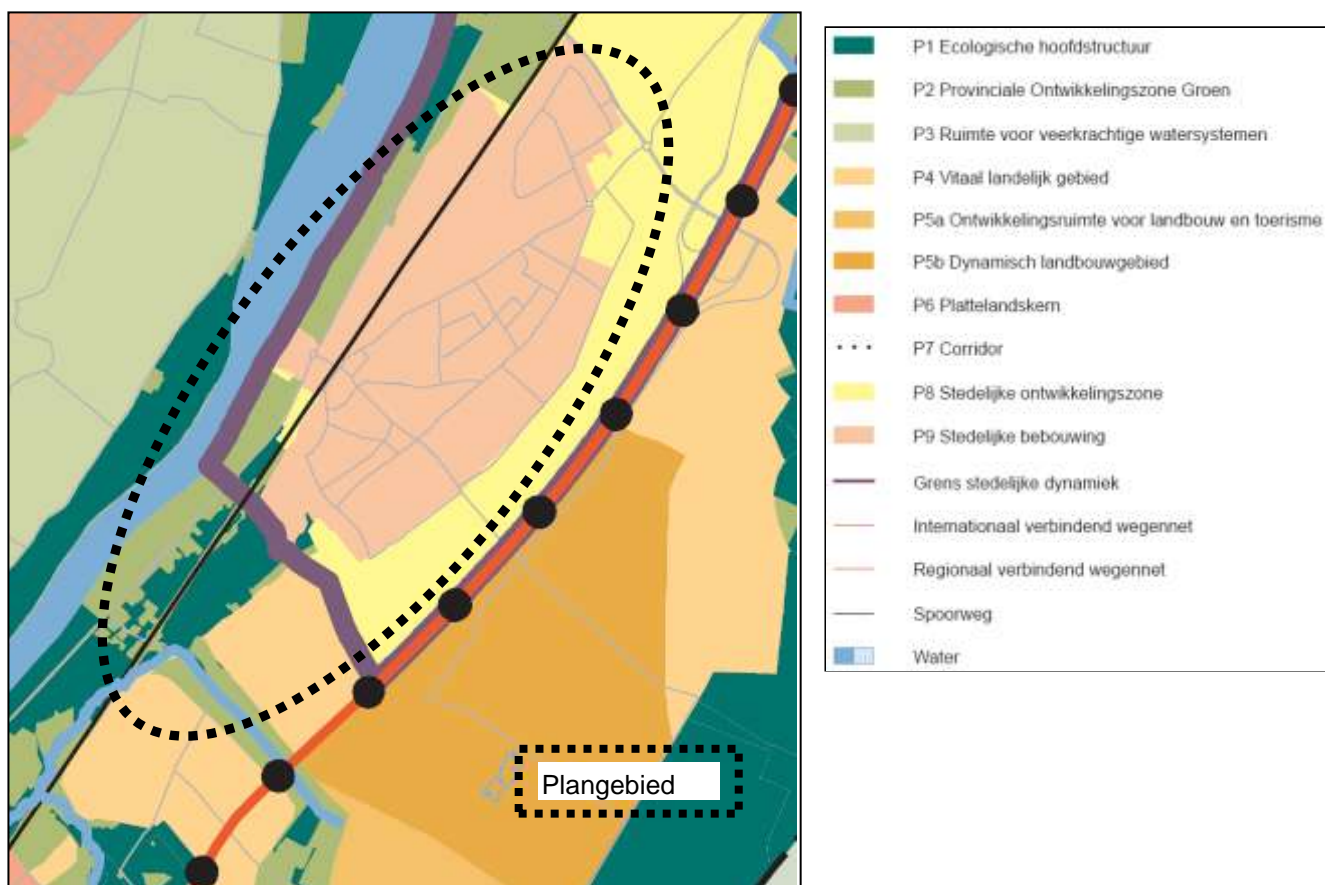 P1 Ecologische hoofdstructuur
P2 Provinciale Ontwikkelingszone Groen
P3 Ruimte voor veerkrachtige watersystemen
P4 Vitaal landelijk gebied
P5a Ontwikkelingsruimte voor landbouw en toerisme
P5b Dynamisch landbouwgebied
P6 Plattelandskern
P7 Corridor
P8 Stedelijke ontwikkelingszone
P9 Stedelijke bebouwing
Grens stedelijke dynamiek
Internationaal verbindend wegennet
Regionaal verbindend wegennet
Spoorweg
Water
Plangebied